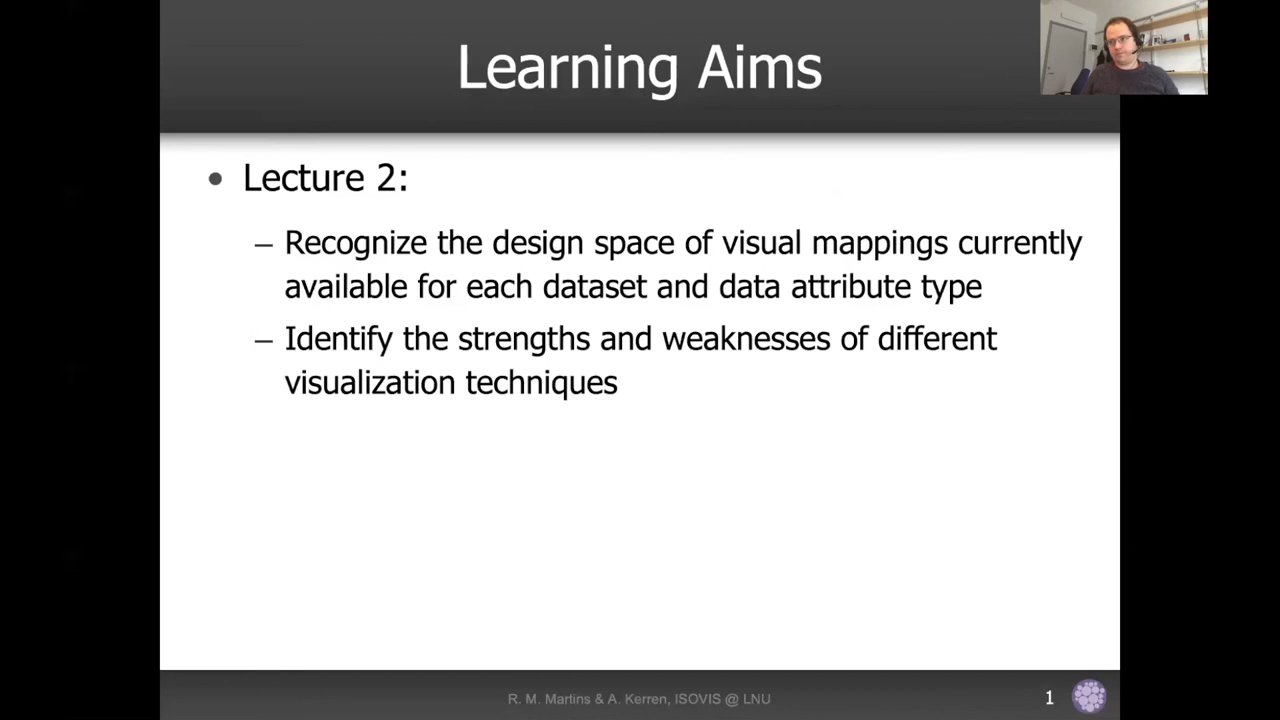 Learning Aims
• Lecture 2:
– Recognize the design space of visual mappings currently
available for each dataset and data attribute type
– Identify the strengths and weaknesses of different
visualization techniques
R. M. Martins & A. Kerren, ISOVIS @ LNU
1